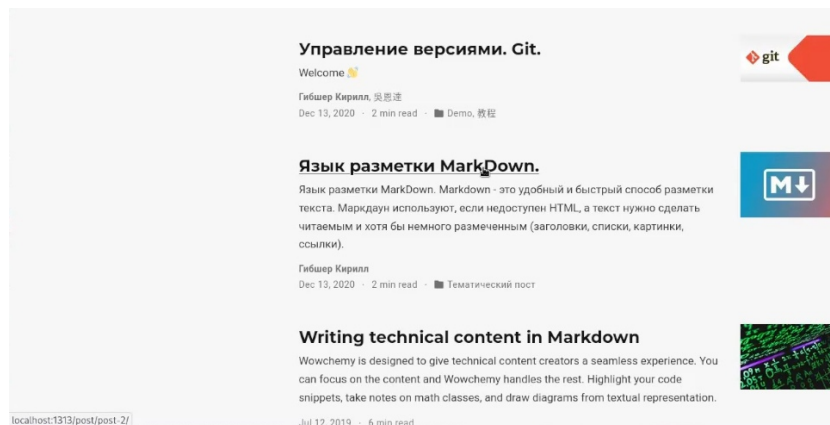 Управление версиями. Git.
Welcome 👋
Гибшер Кирилл, 吳恩達
Dec 13, 2020 · 2 min read · Demo, 教程
git
Язык разметки MarkDown.
Язык разметки MarkDown. Markdown - это удобный и быстрый способ разметки
текста. Маркдаун используют, если недоступен HTML, а текст нужно сделать
читаемым и хотя бы немного размеченным (заголовки, списки, картинки,
ссылки).
Гибшер Кирилл
Dec 13, 2020 · 2 min read · Тематический пост
M
Writing technical content in Markdown
Wowchemy is designed to give technical content creators a seamless experience. You
can focus on the content and Wowchemy handles the rest. Highlight your code
snippets, take notes on math classes, and draw diagrams from textual representation.
Jul 12, 2019 · 6 min read
localhost:1313/post/post-2/